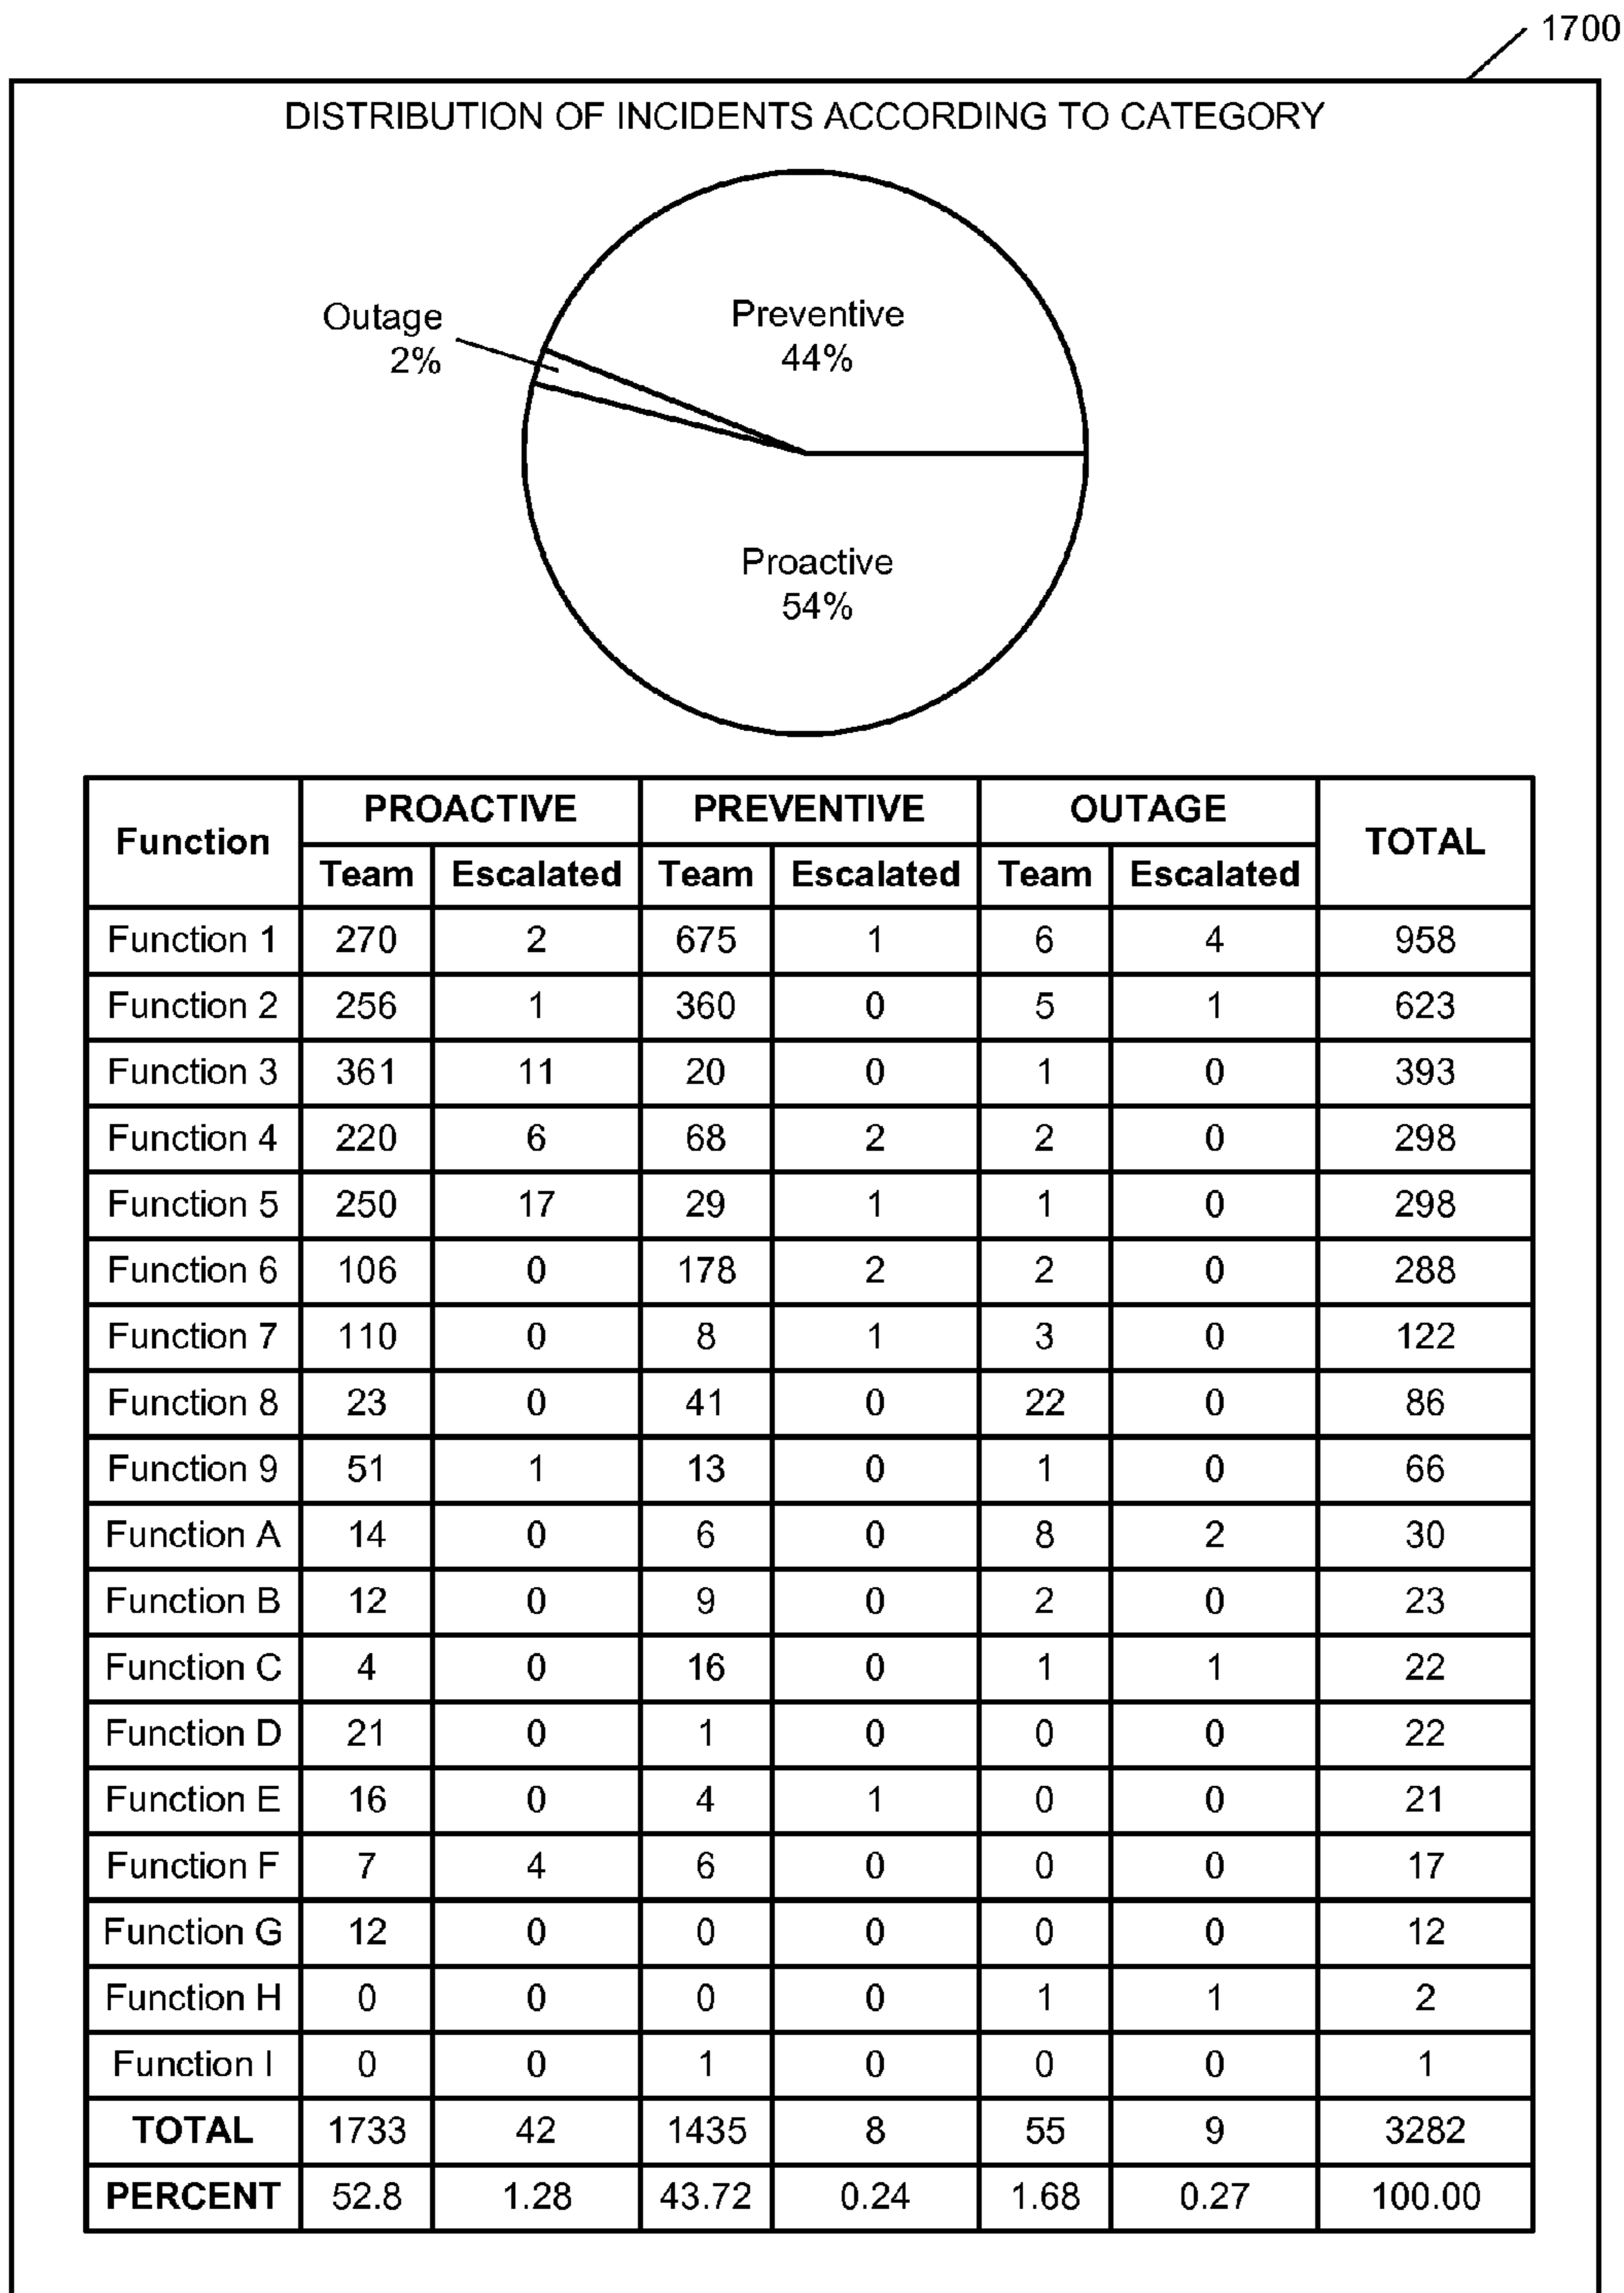 1700
DISTRIBUTION OF INCIDENTS ACCORDING TO CATEGORY
Outage
2%
Preventive
44%
Proactive
54%
Function PROACTIVE PREVENTIVE OUTAGE TOTAL
Team Escalated Team Escalated Team Escalated
Function 1 270 2 675 1 6 4 958
Function 2 256 1 360 0 5 1 623
Function 3 361 11 20 0 1 0 393
Function 4 220 6 68 2 2 0 298
Function 5 250 17 29 1 1 0 298
Function 6 106 0 178 2 2 0 288
Function 7 110 0 8 1 3 0 122
Function 8 23 0 41 0 22 0 86
Function 9 51 1 13 0 1 0 66
Function A 14 0 6 0 8 2 30
Function B 12 0 9 0 2 0 23
Function C 4 0 16 0 1 1 22
Function D 21 0 1 0 0 0 22
Function E 16 0 4 1 0 0 21
Function F 7 4 6 0 0 0 17
Function G 12 0 0 0 0 0 12
Function H 0 0 0 0 1 1 2
Function I 0 0 1 0 0 0 1
TOTAL 1733 42 1435 8 55 9 3282
PERCENT 52.8 1.28 43.72 0.24 1.68 0.27 100.00